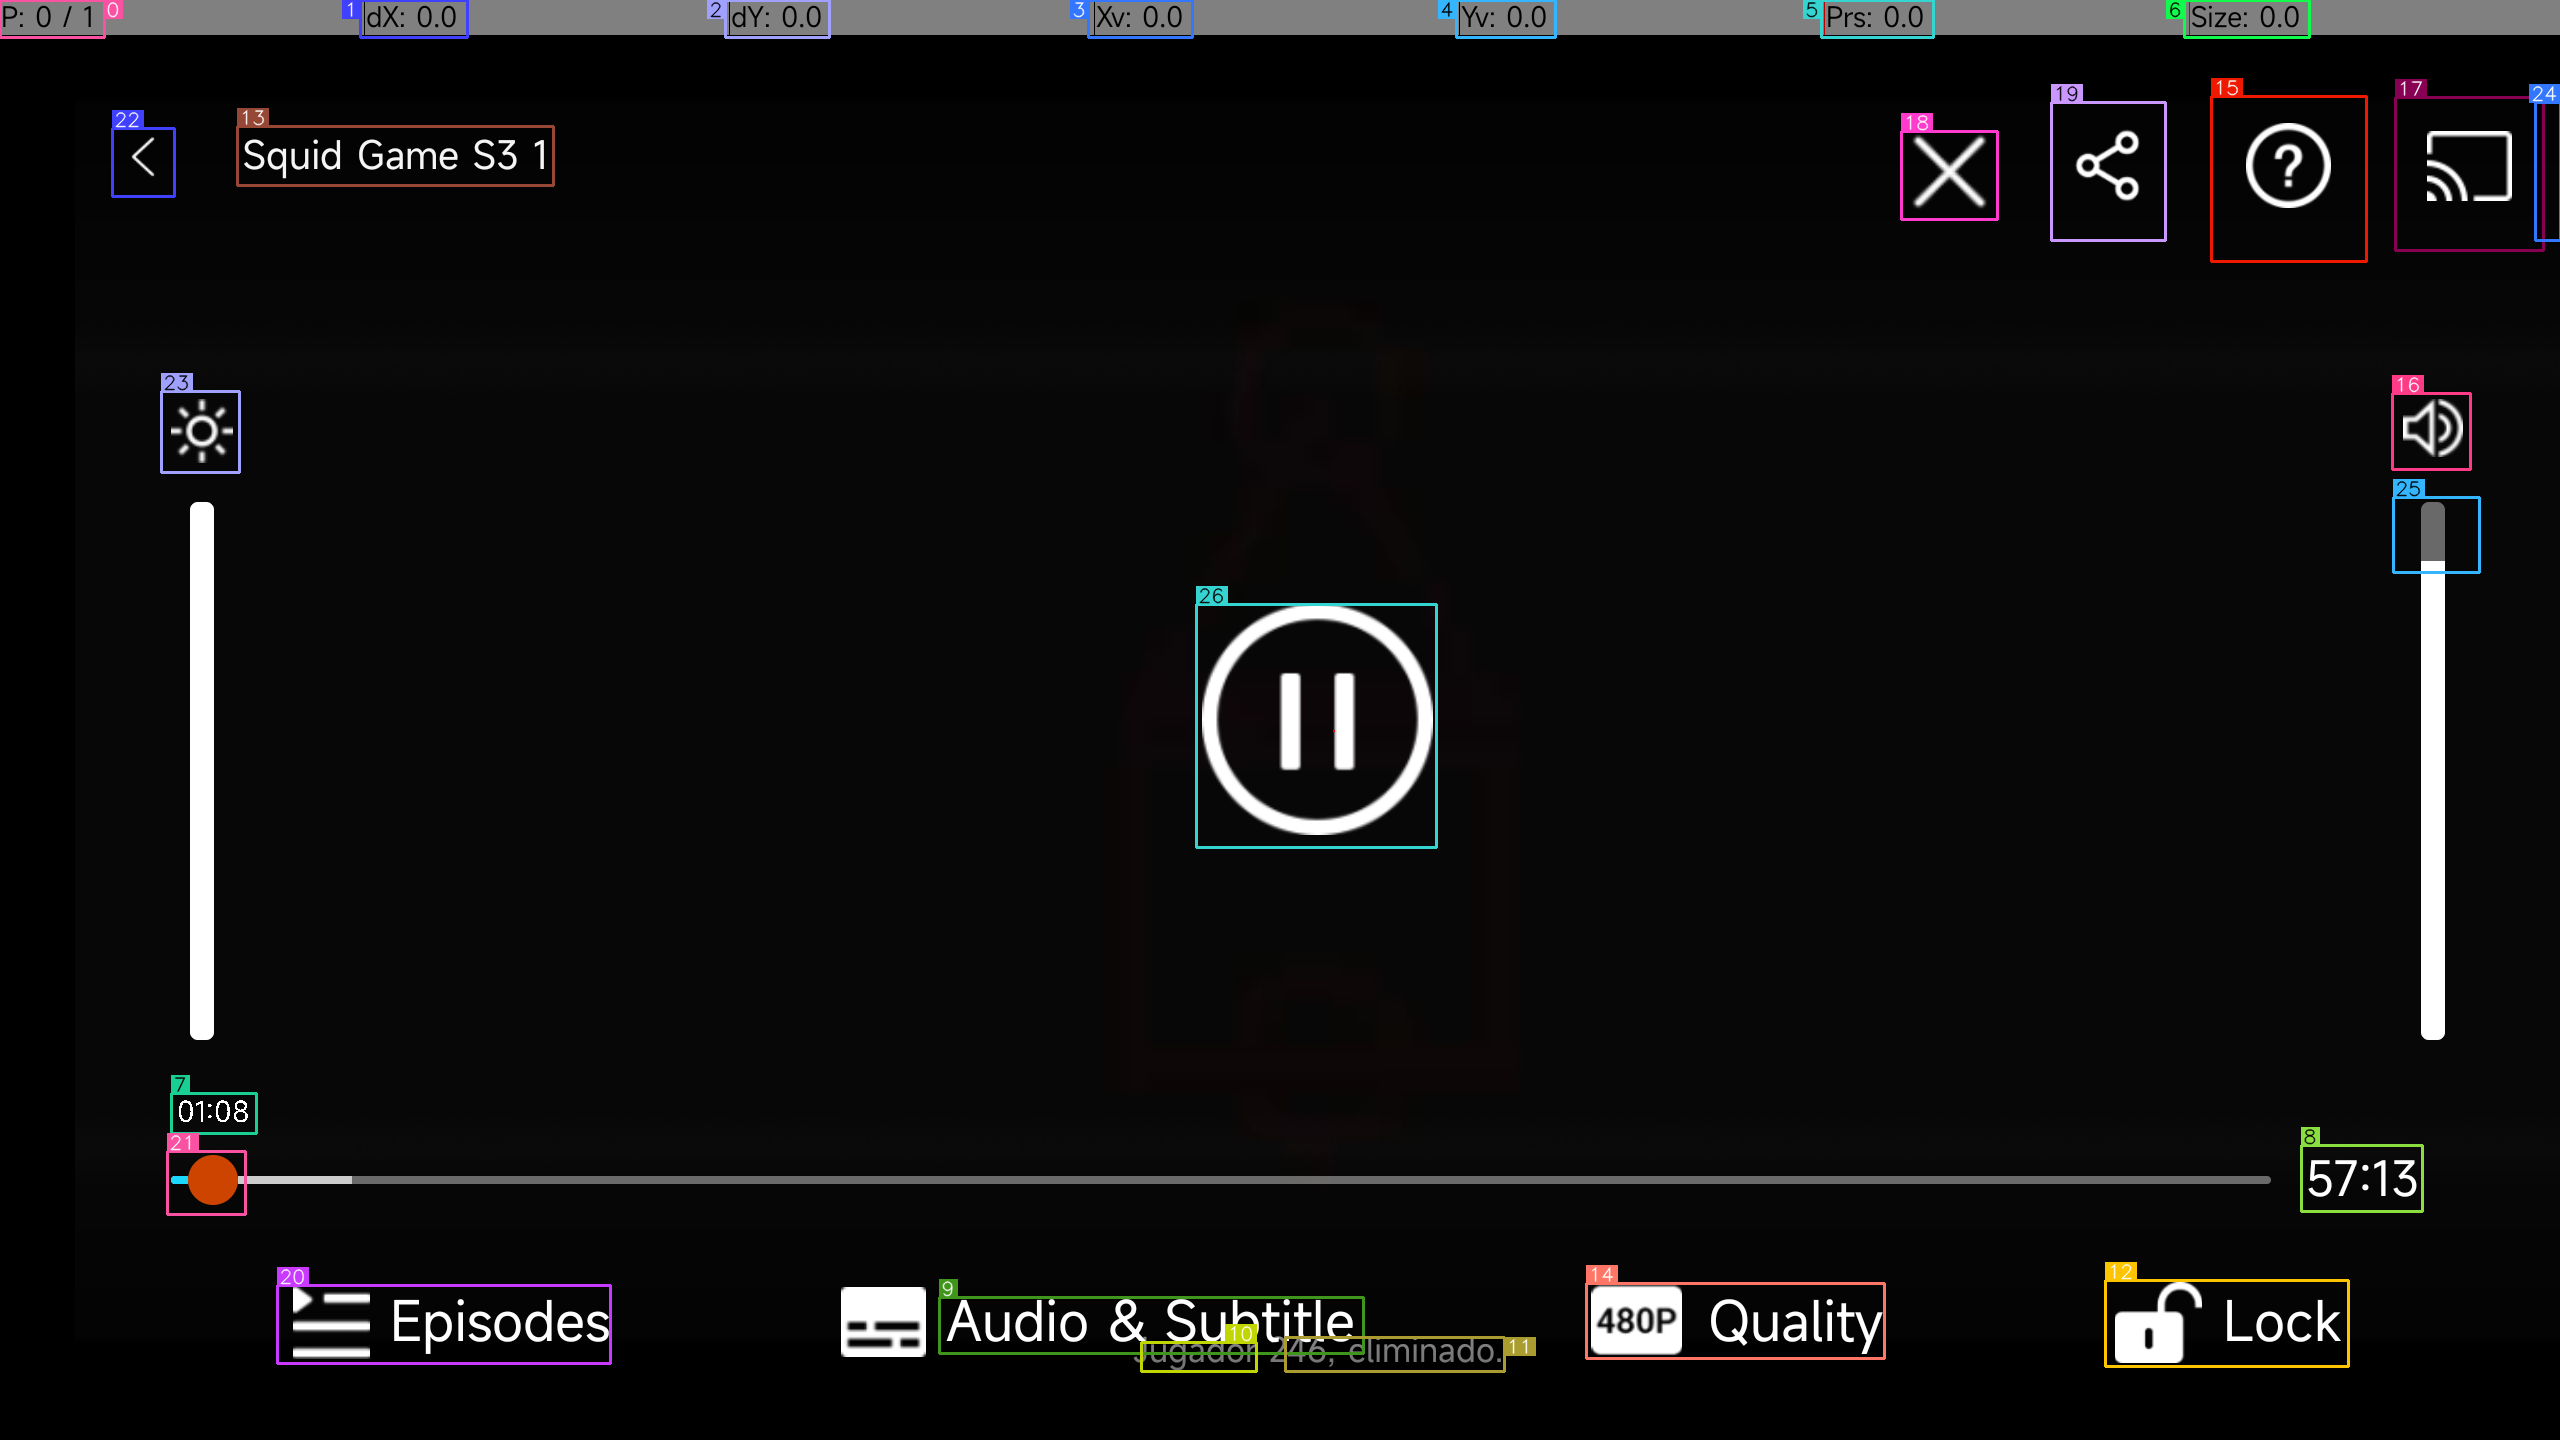 P: 0 / 1 dX: 0.0 dY: 0.0 Xv: 0.0 Yv: 0.0 Prs: 0.0 Size: 0.0
0 1 2 3 4 5 6
22 13 18 19 15 17 24
Squid Game S3 1
?
23 16
25
26
7
01:08
21 8
57:13
20 9 14 12
Episodes Audio & Subtitle 480P Quality Lock
10 11
Jugador 246, eliminado.